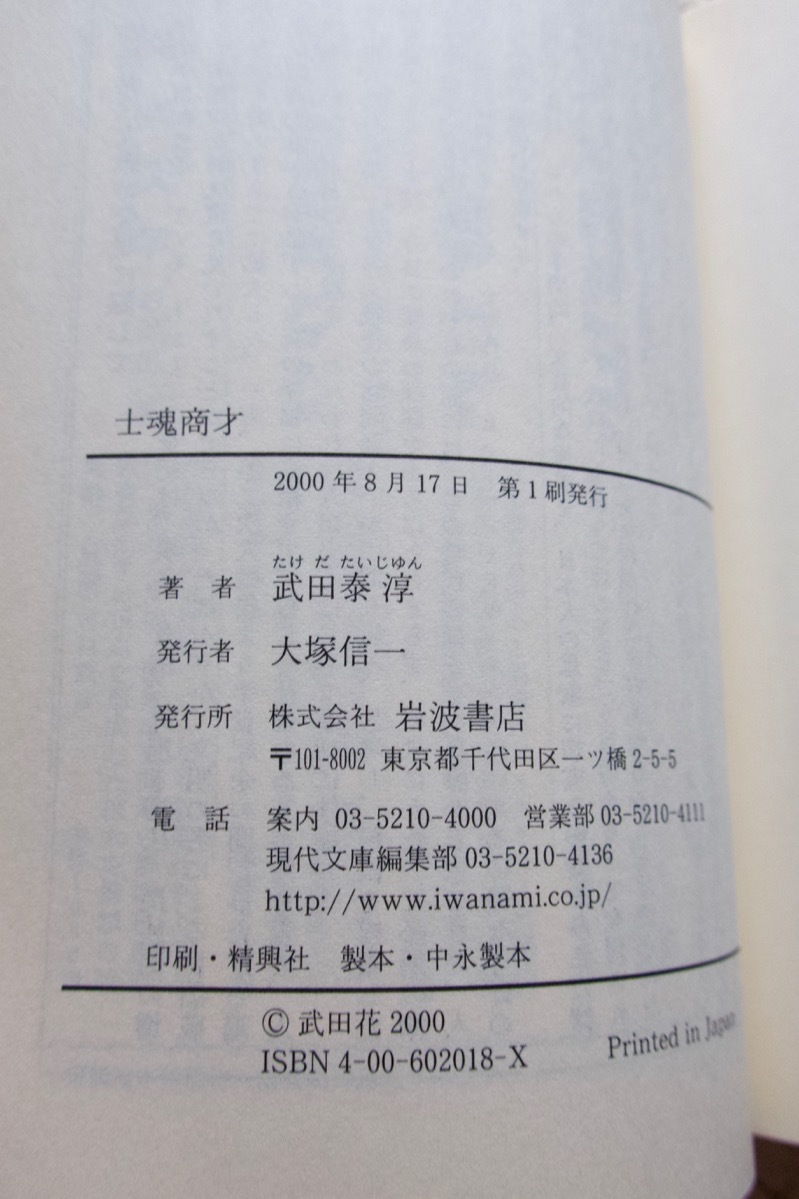 士魂商才
2000年8月17日 第1刷発行
たけ だ たいじゅん
著 者 武田泰淳
発行者 大塚信一
発行所 株式会社 岩波書店
〒101-8002 東京都千代田区一ツ橋2-5-5
電 話 案内 03-5210-4000 営業部 03-5210-4111
現代文庫編集部 03-5210-4136
http://www.iwanami.co.jp/
印刷・精興社 製本・中永製本
© 武田花 2000
ISBN 4-00-602018-X Printed in Japan